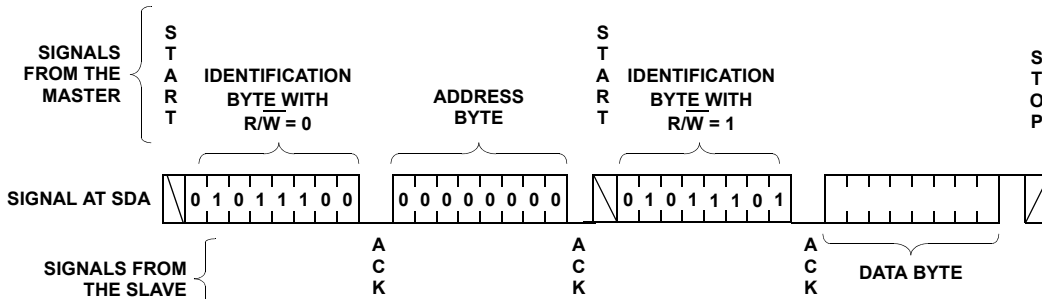 SIGNALS
FROM THE
MASTER
S
T
A
R
T
IDENTIFICATION
BYTE WITH
R/W = 0
ADDRESS
BYTE
S
T
A
R
T
IDENTIFICATION
BYTE WITH
R/W = 1
S
T
O
P
SIGNAL AT SDA
0 1 0 1 1 1 0 0
0 0 0 0 0 0 0 0
0 1 0 1 1 1 0 1
SIGNALS FROM
THE SLAVE
A
C
K
A
C
K
A
C
K
DATA BYTE